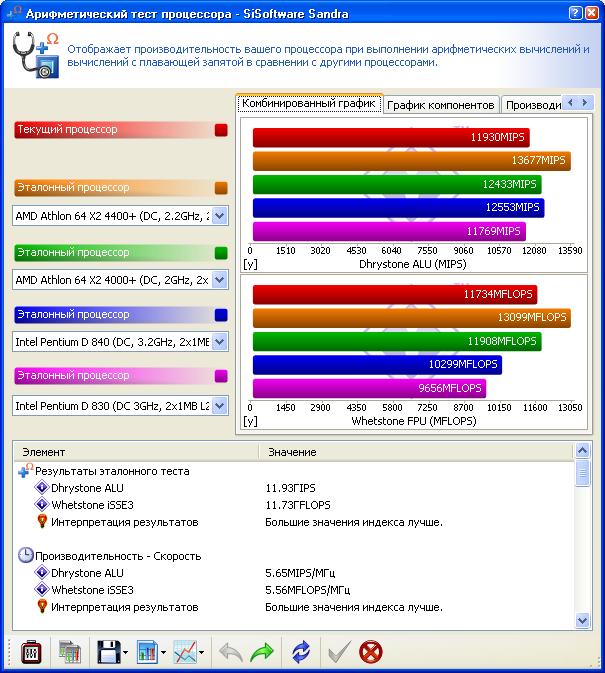 Арифметический тест процессора - SiSoftware Sandra
Отображает производительность вашего процессора при выполнении арифметических вычислений и
вычислений с плавающей запятой в сравнении с другими процессорами.
Комбинированный график
График компонентов
Производи
Текущий процессор
Эталонный процессор
AMD Athlon 64 X2 4400+ (DC, 2.2GHz, 2
Эталонный процессор
AMD Athlon 64 X2 4000+ (DC, 2GHz, 2x
Эталонный процессор
Intel Pentium D 840 (DC, 3.2GHz, 2x1ME
Эталонный процессор
Intel Pentium D 830 (DC 3GHz, 2x1MB L2
11930MIPS
13677MIPS
12433MIPS
12553MIPS
11769MIPS
0 1510 3020 4530 6040 7550 9060 10570 12080 13590
[y] Dhrystone ALU (MIPS)
11734MFLOPS
13099MFLOPS
11908MFLOPS
10299MFLOPS
9656MFLOPS
0 1450 2900 4350 5800 7250 8700 10150 11600 13050
[y] Whetstone FPU (MFLOPS)
Элемент Значение
Результаты эталонного теста
Dhrystone ALU 11.93ГIPS
Whetstone iSSE3 11.73ГFLOPS
Интерпретация результатов Большие значения индекса лучше.
Производительность - Скорость
Dhrystone ALU 5.65MIPS/МГц
Whetstone iSSE3 5.56MFLOPS/МГц
Интерпретация результатов Большие значения индекса лучше.